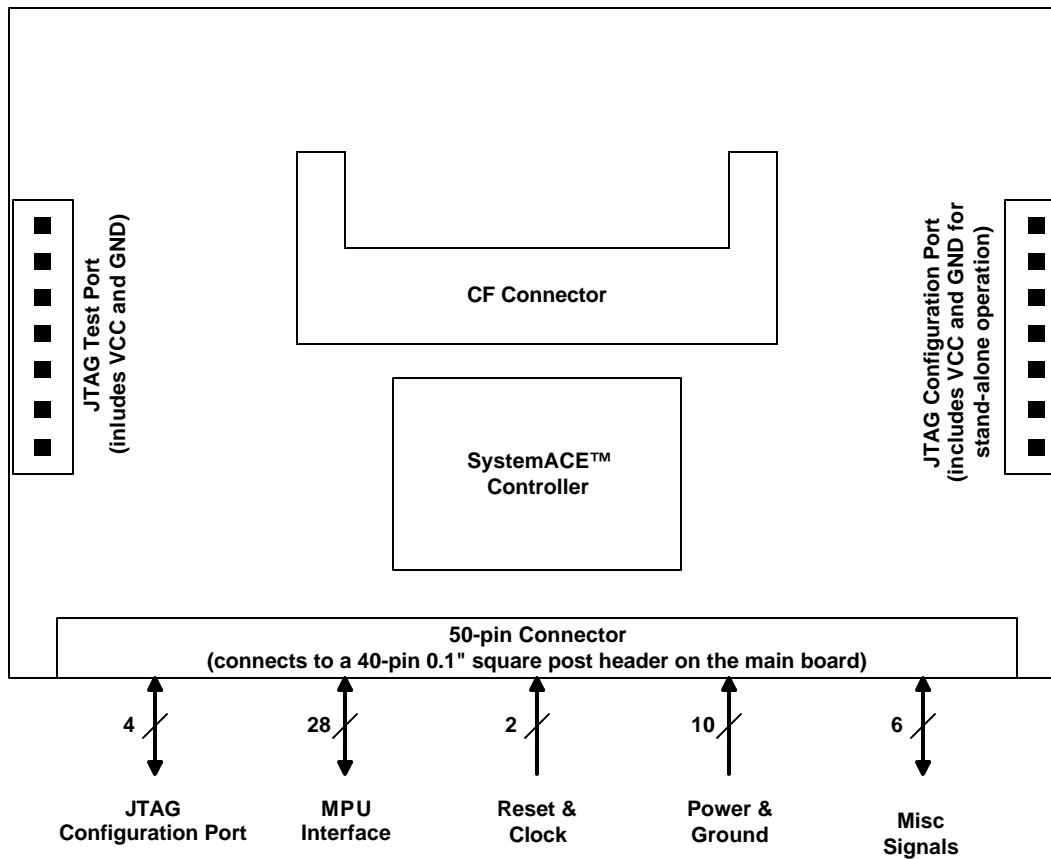 JTAG Test Port
(inludes VCC and GND)
CF Connector
JTAG Configuration Port
(includes VCC and GND for
stand-alone operation)
SystemACE™
Controller
50-pin Connector
(connects to a 40-pin 0.1" square post header on the main board)
4
28
2
10
6
JTAG
Configuration Port
MPU
Interface
Reset &
Clock
Power &
Ground
Misc
Signals